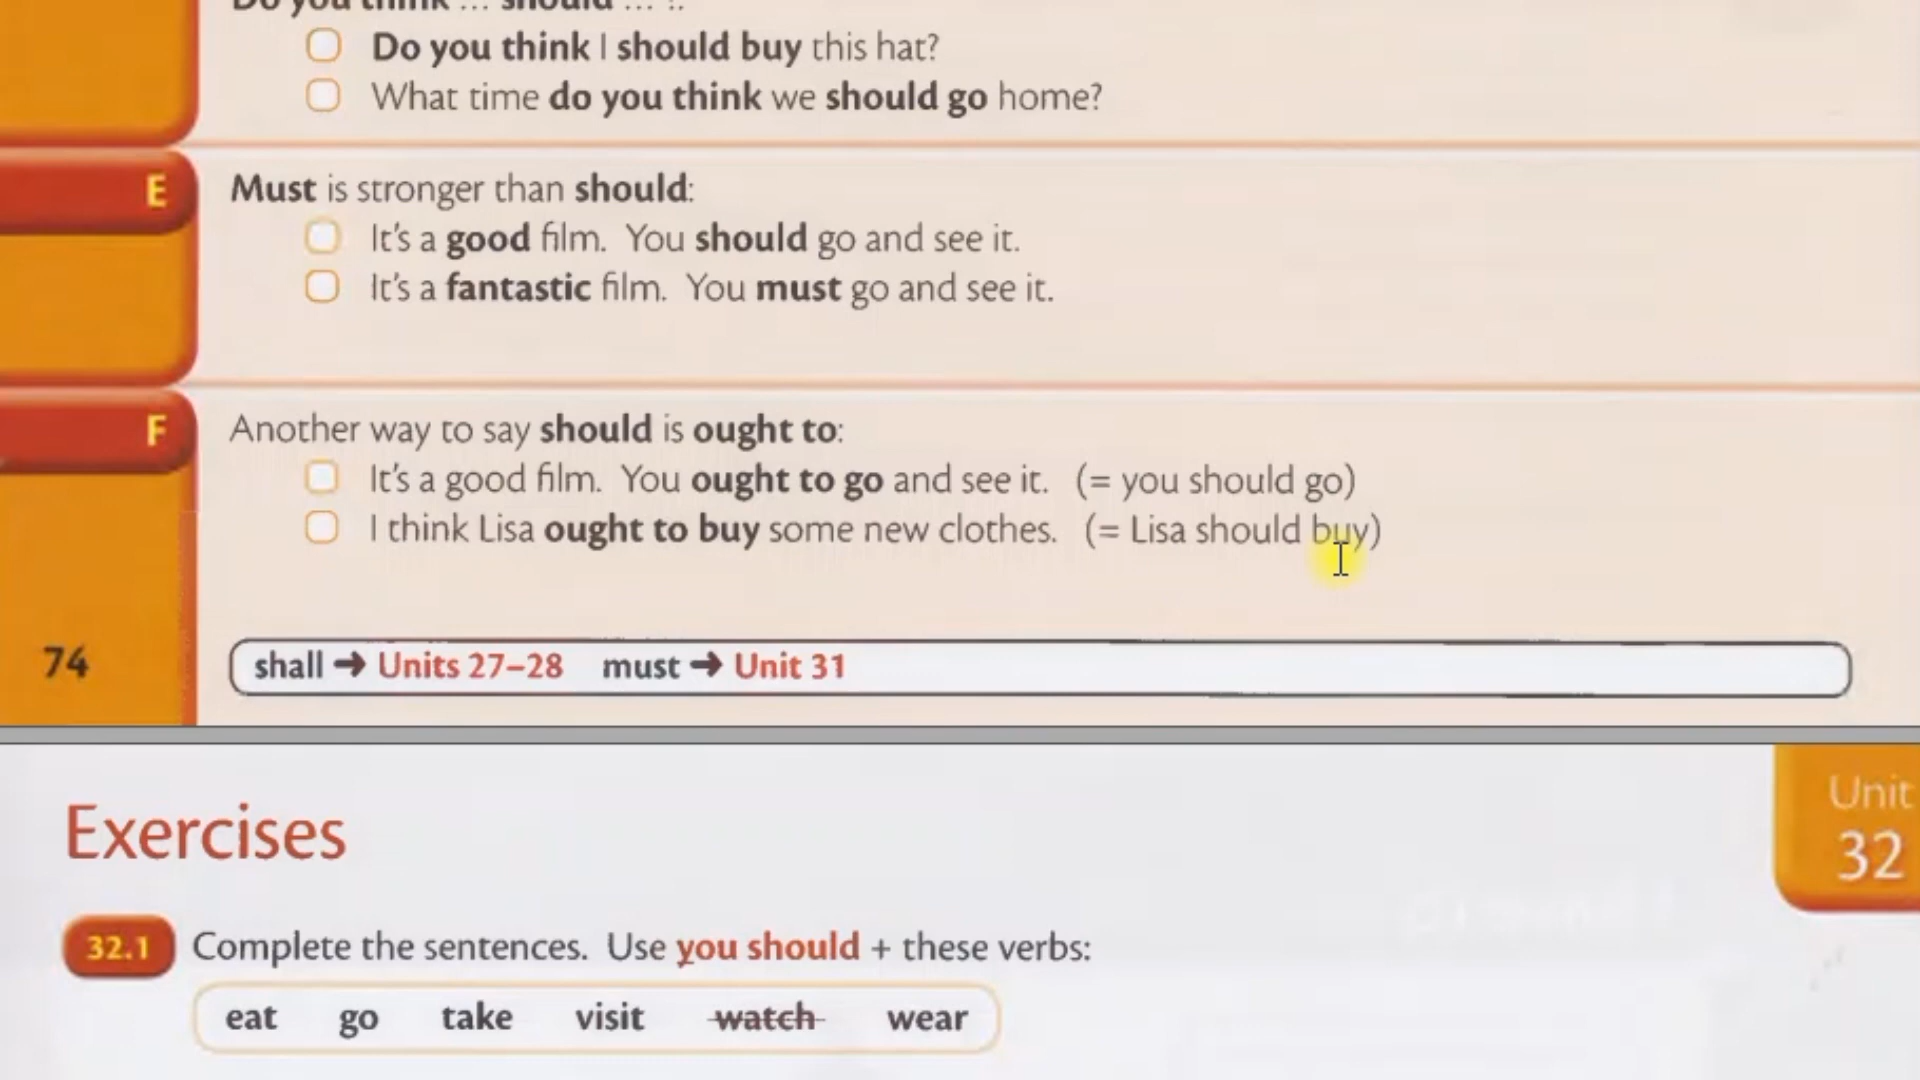 Do you think ... should ... ?:
Do you think I should buy this hat?
What time do you think we should go home?
E
Must is stronger than should:
It's a good film. You should go and see it.
It's a fantastic film. You must go and see it.
F
Another way to say should is ought to:
It's a good film. You ought to go and see it. (= you should go)
I think Lisa ought to buy some new clothes. (= Lisa should buy)
74
shall ➜ Units 27–28 must ➜ Unit 31
Exercises
Unit
32
32.1 Complete the sentences. Use you should + these verbs:
eat go take visit watch wear